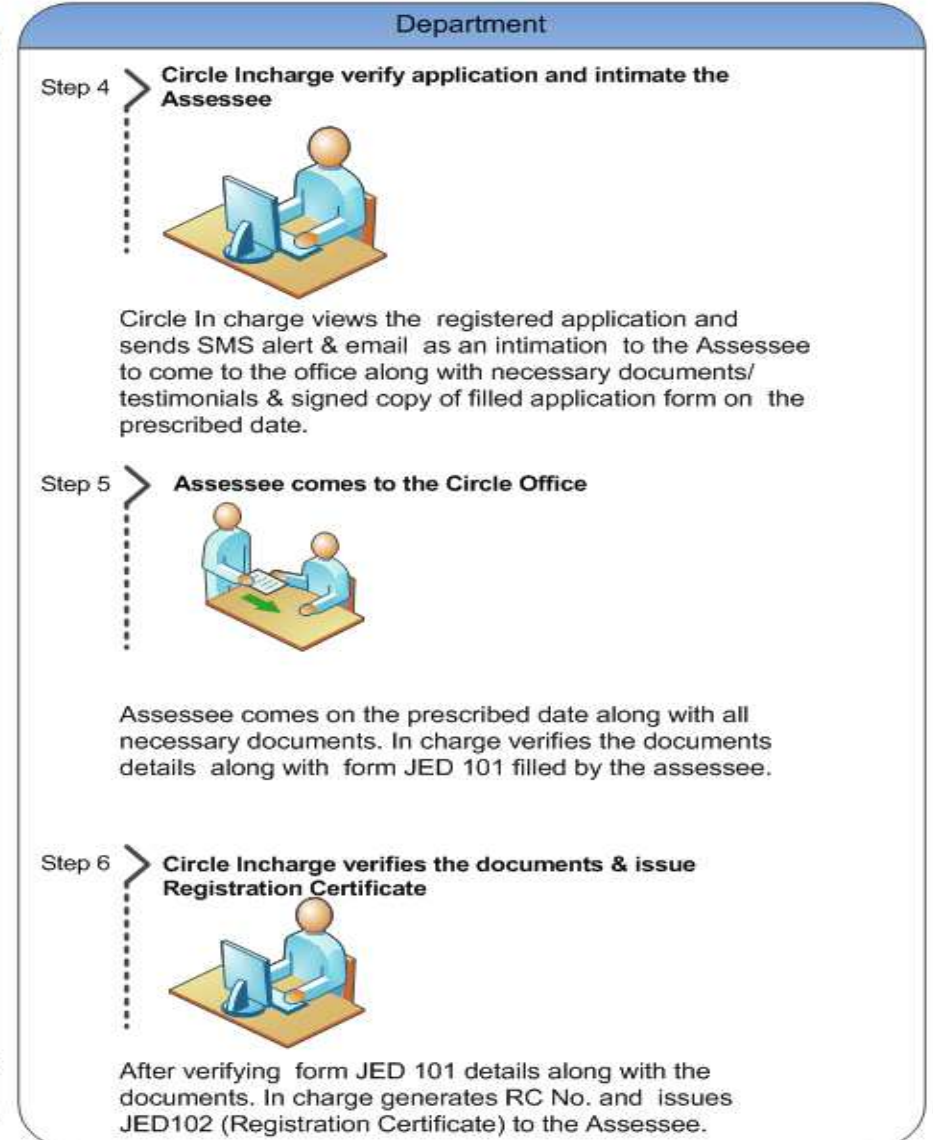 Department
Step 4
Circle Incharge verify application and intimate the
Assessee
Circle In charge views the registered application and
sends SMS alert & email as an intimation to the Assessee
to come to the office along with necessary documents/
testimonials & signed copy of filled application form on the
prescribed date.
Step 5
Assessee comes to the Circle Office
Assessee comes on the prescribed date along with all
necessary documents. In charge verifies the documents
details along with form JED 101 filled by the assessee.
Step 6
Circle Incharge verifies the documents & issue
Registration Certificate
After verifying form JED 101 details along with the
documents. In charge generates RC No. and issues
JED102 (Registration Certificate) to the Assessee.